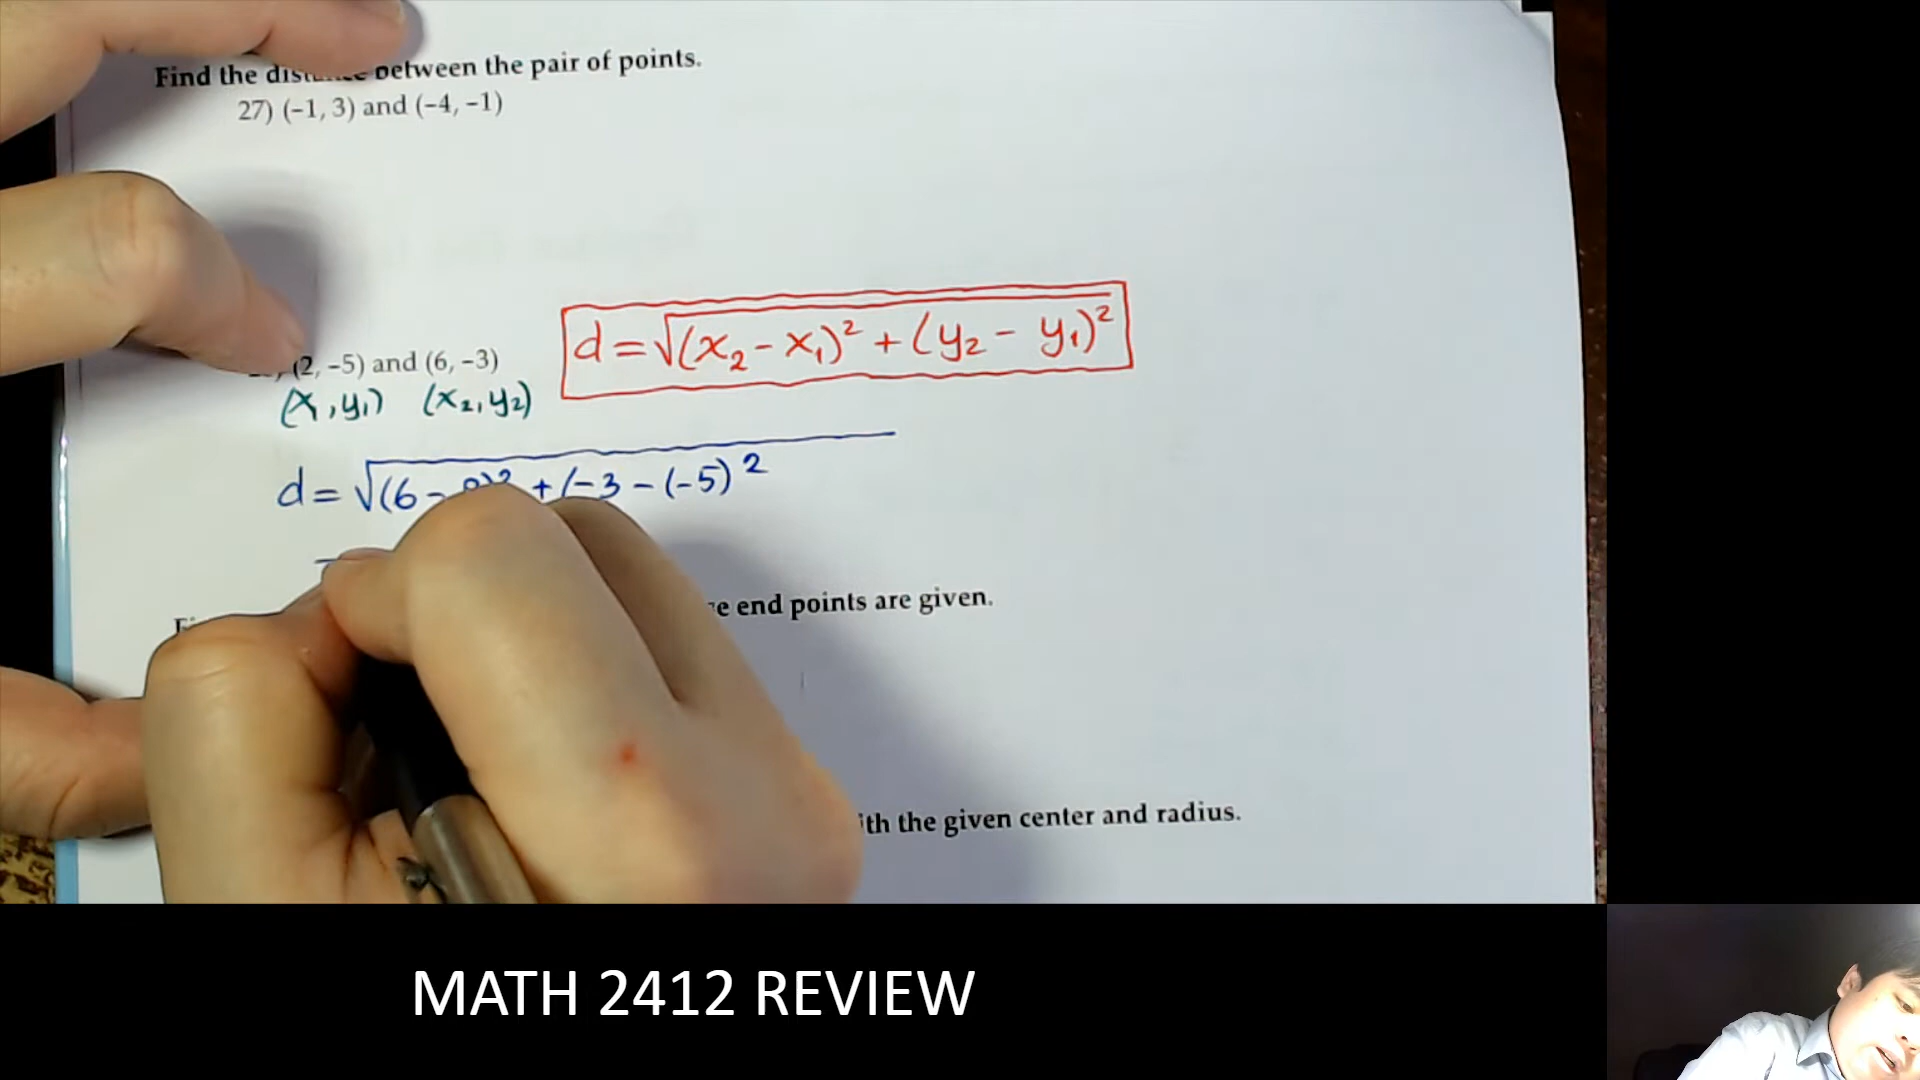 Find the between the pair of points.
27) (−1, 3) and (−4, −1)
d = √(x₂ − x₁)² + (y₂ − y₁)²
(2, −5) and (6, −3)
(x , y₁) (x₂, y₂)
d = √(6 − + (−3 − (−5)²
end points are given.
the given center and radius.
MATH 2412 REVIEW